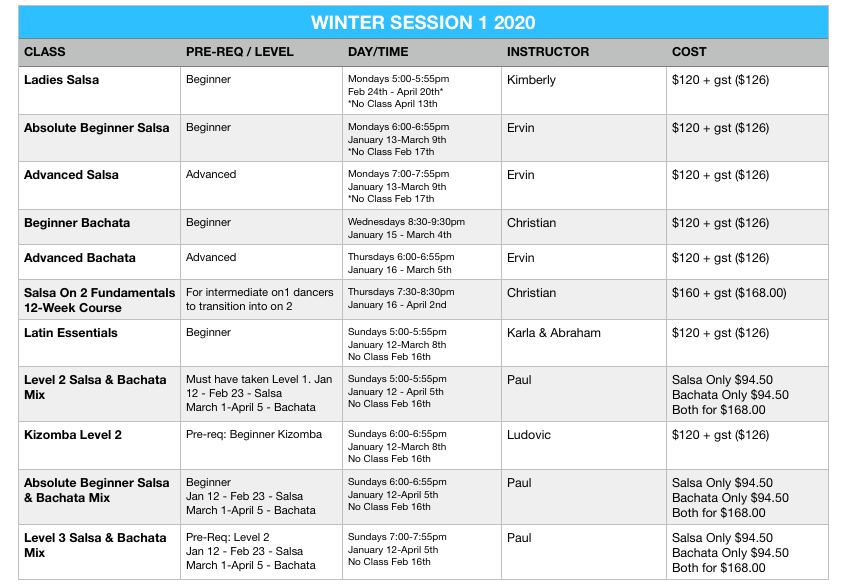 WINTER SESSION 1 2020
CLASS PRE-REQ / LEVEL DAY/TIME INSTRUCTOR COST
Ladies Salsa Beginner Mondays 5:00-5:55pm Kimberly $120 + gst ($126)
Feb 24th - April 20th*
*No Class April 13th
Absolute Beginner Salsa Beginner Mondays 6:00-6:55pm Ervin $120 + gst ($126)
January 13-March 9th
*No Class Feb 17th
Advanced Salsa Advanced Mondays 7:00-7:55pm Ervin $120 + gst ($126)
January 13-March 9th
*No Class Feb 17th
Beginner Bachata Beginner Wednesdays 8:30-9:30pm Christian $120 + gst ($126)
January 15 - March 4th
Advanced Bachata Advanced Thursdays 6:00-6:55pm Ervin $120 + gst ($126)
January 16 - March 5th
Salsa On 2 Fundamentals For intermediate on1 dancers Thursdays 7:30-8:30pm Christian $160 + gst ($168.00)
12-Week Course to transition into on 2 January 16 - April 2nd
Latin Essentials Beginner Sundays 5:00-5:55pm Karla & Abraham $120 + gst ($126)
January 12-March 8th
No Class Feb 16th
Level 2 Salsa & Bachata Must have taken Level 1. Jan Sundays 5:00-5:55pm Paul Salsa Only $94.50
Mix 12 - Feb 23 - Salsa January 12 - April 5th Bachata Only $94.50
March 1-April 5 - Bachata No Class Feb 16th Both for $168.00
Kizomba Level 2 Pre-req: Beginner Kizomba Sundays 6:00-6:55pm Ludovic $120 + gst ($126)
January 12-March 8th
No Class Feb 16th
Absolute Beginner Salsa Beginner Sundays 6:00-6:55pm Paul Salsa Only $94.50
& Bachata Mix Jan 12 - Feb 23 - Salsa January 12-April 5th Bachata Only $94.50
March 1-April 5 - Bachata No Class Feb 16th Both for $168.00
Level 3 Salsa & Bachata Pre-Req: Level 2 Sundays 7:00-7:55pm Paul Salsa Only $94.50
Mix Jan 12 - Feb 23 - Salsa January 12-April 5th Bachata Only $94.50
March 1-April 5 - Bachata No Class Feb 16th Both for $168.00